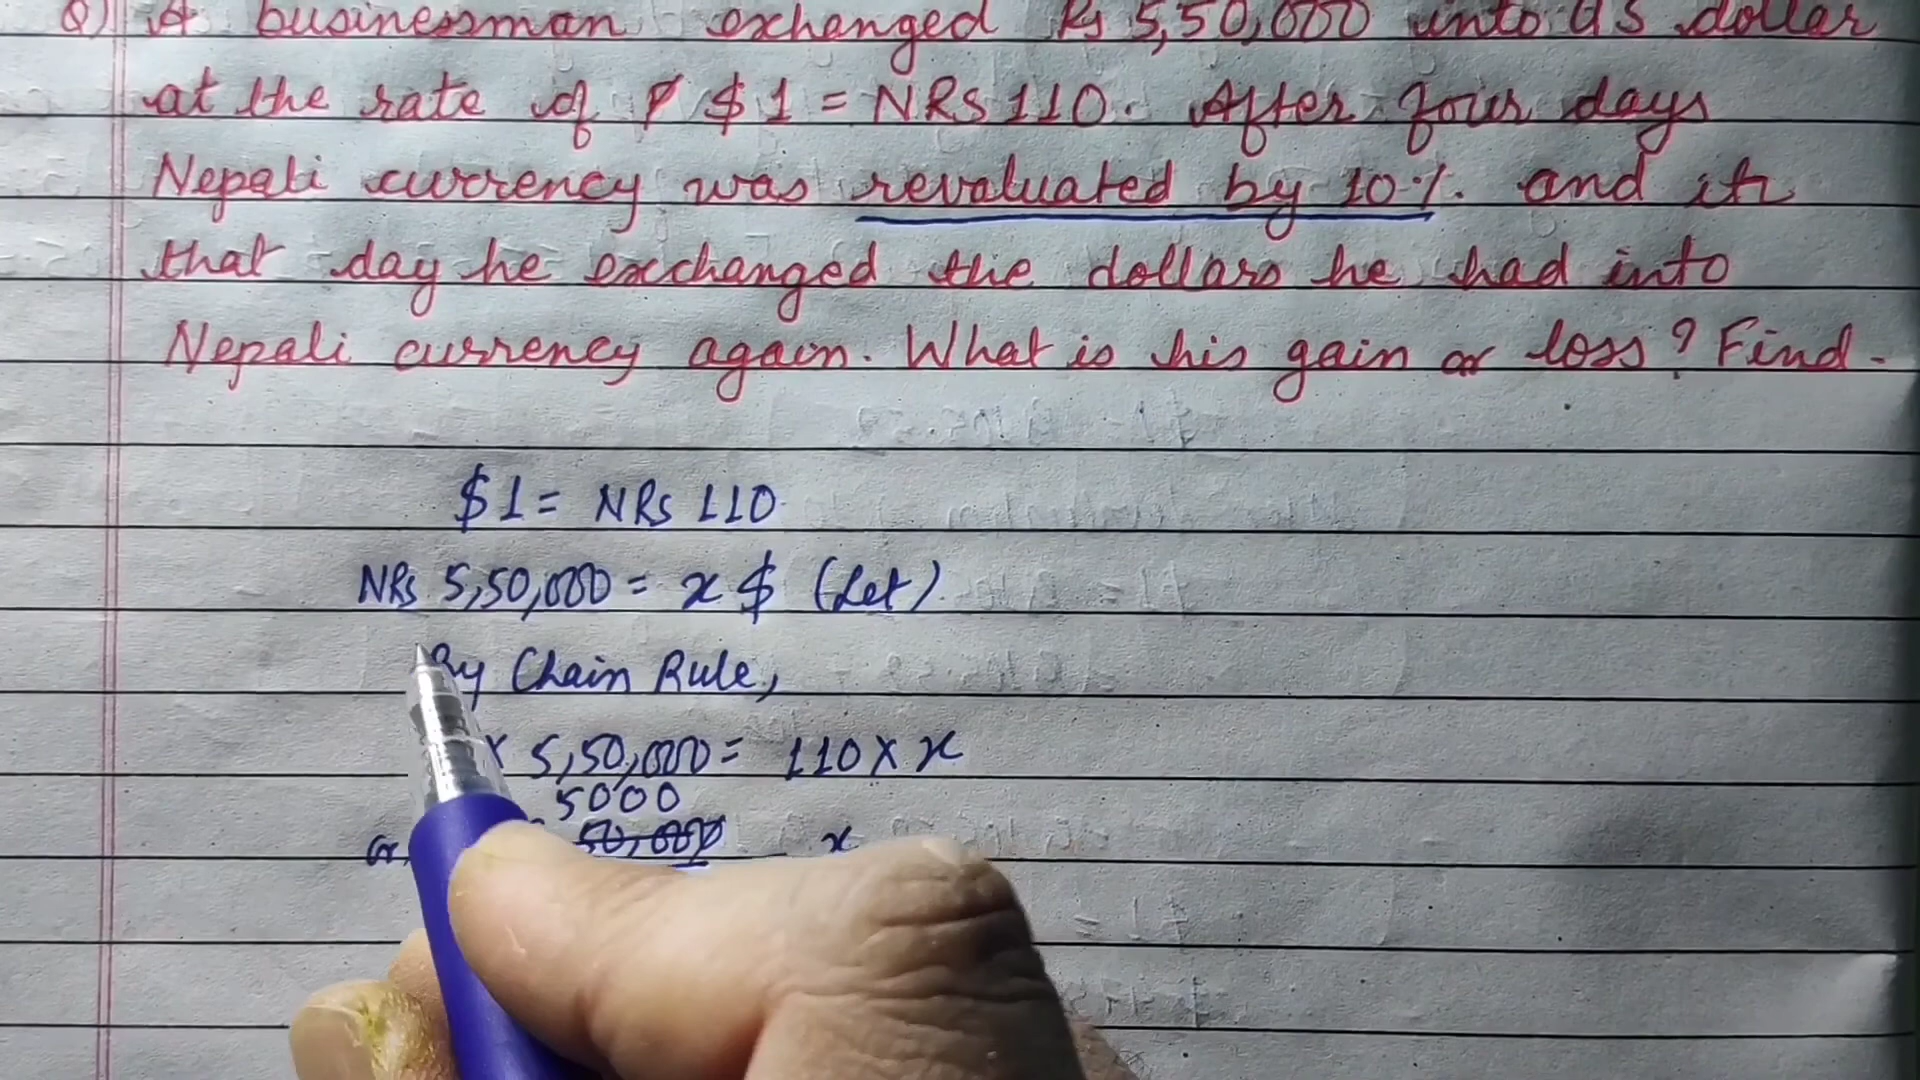 Q) A businessman exchanged Rs 5,50,000 into US dollar
at the rate of $1 = NRs 110. After four days
Nepali currency was revaluated by 10%. and in
that day he exchanged the dollars he had into
Nepali currency again. What is his gain or loss? Find.
$1 = NRs 110
NRs 5,50,000 = x $ (Let).
By Chain Rule,
x 5,50,000 = 110 x x
5000
or, 50,000 x